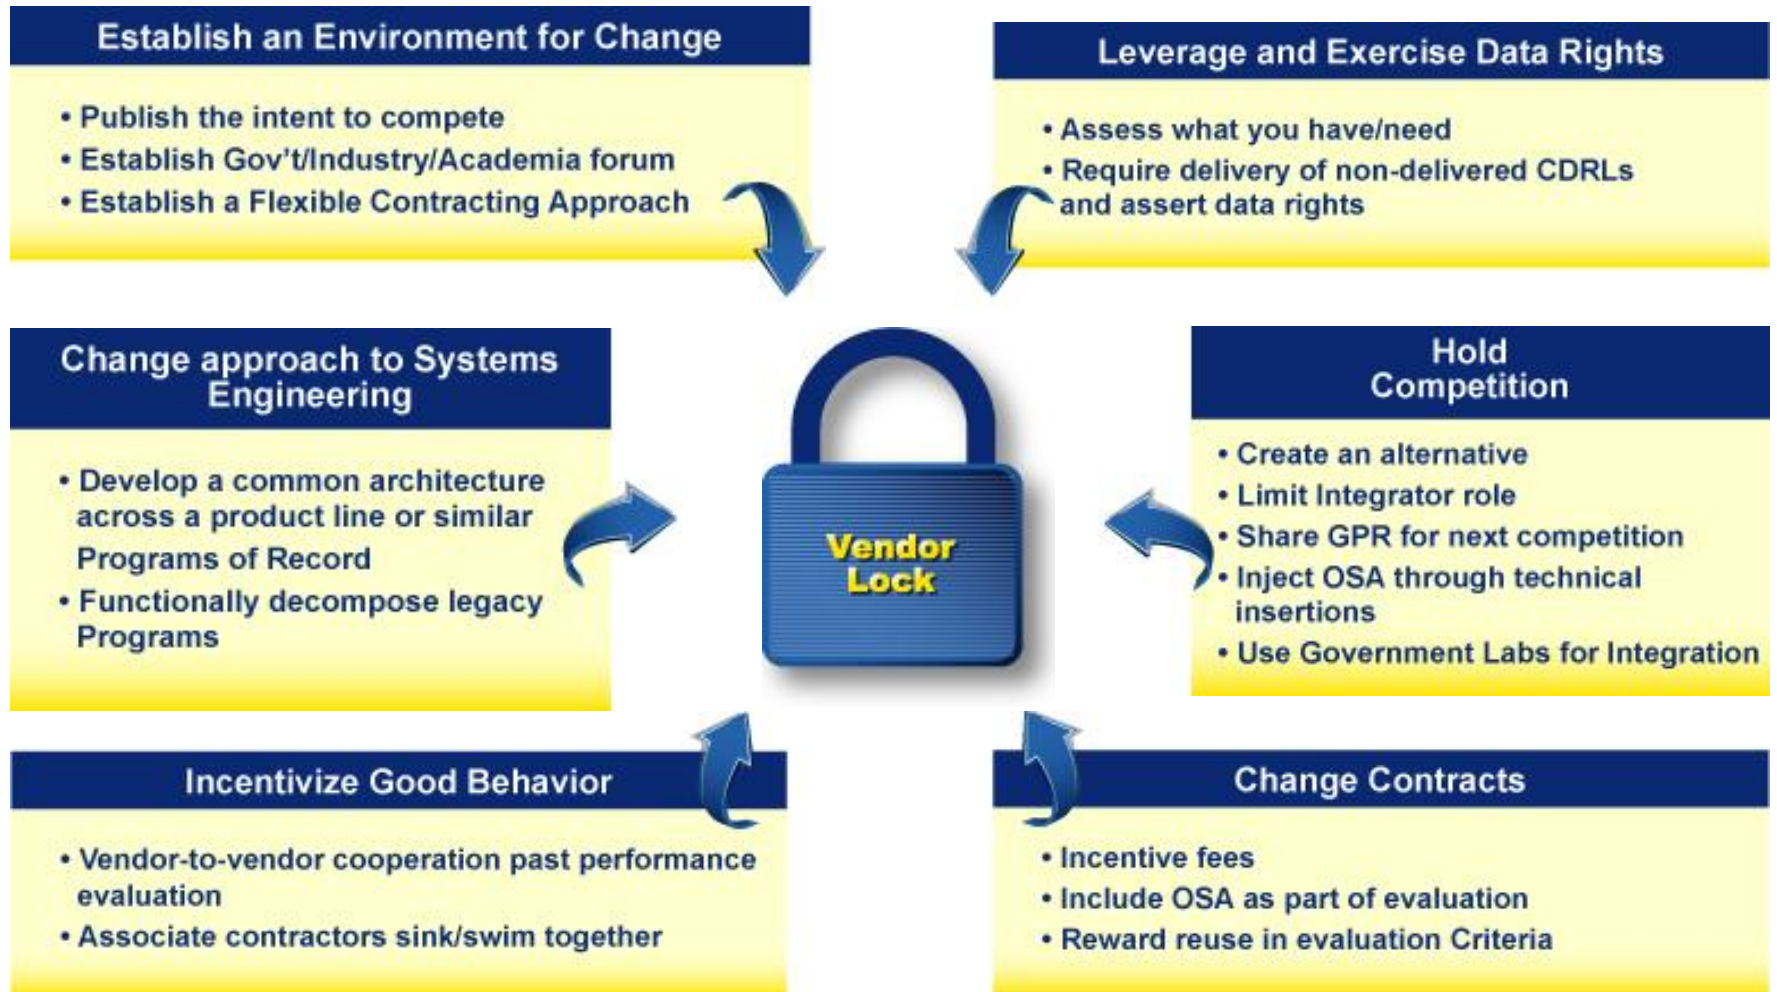 Establish an Environment for Change
• Publish the intent to compete
• Establish Gov't/Industry/Academia forum
• Establish a Flexible Contracting Approach
Leverage and Exercise Data Rights
• Assess what you have/need
• Require delivery of non-delivered CDRLs
and assert data rights
Change approach to Systems
Engineering
• Develop a common architecture
across a product line or similar
Programs of Record
• Functionally decompose legacy
Programs
Vendor
Lock
Hold
Competition
• Create an alternative
• Limit Integrator role
• Share GPR for next competition
• Inject OSA through technical
insertions
• Use Government Labs for Integration
Incentivize Good Behavior
• Vendor-to-vendor cooperation past performance
evaluation
• Associate contractors sink/swim together
Change Contracts
• Incentive fees
• Include OSA as part of evaluation
• Reward reuse in evaluation Criteria